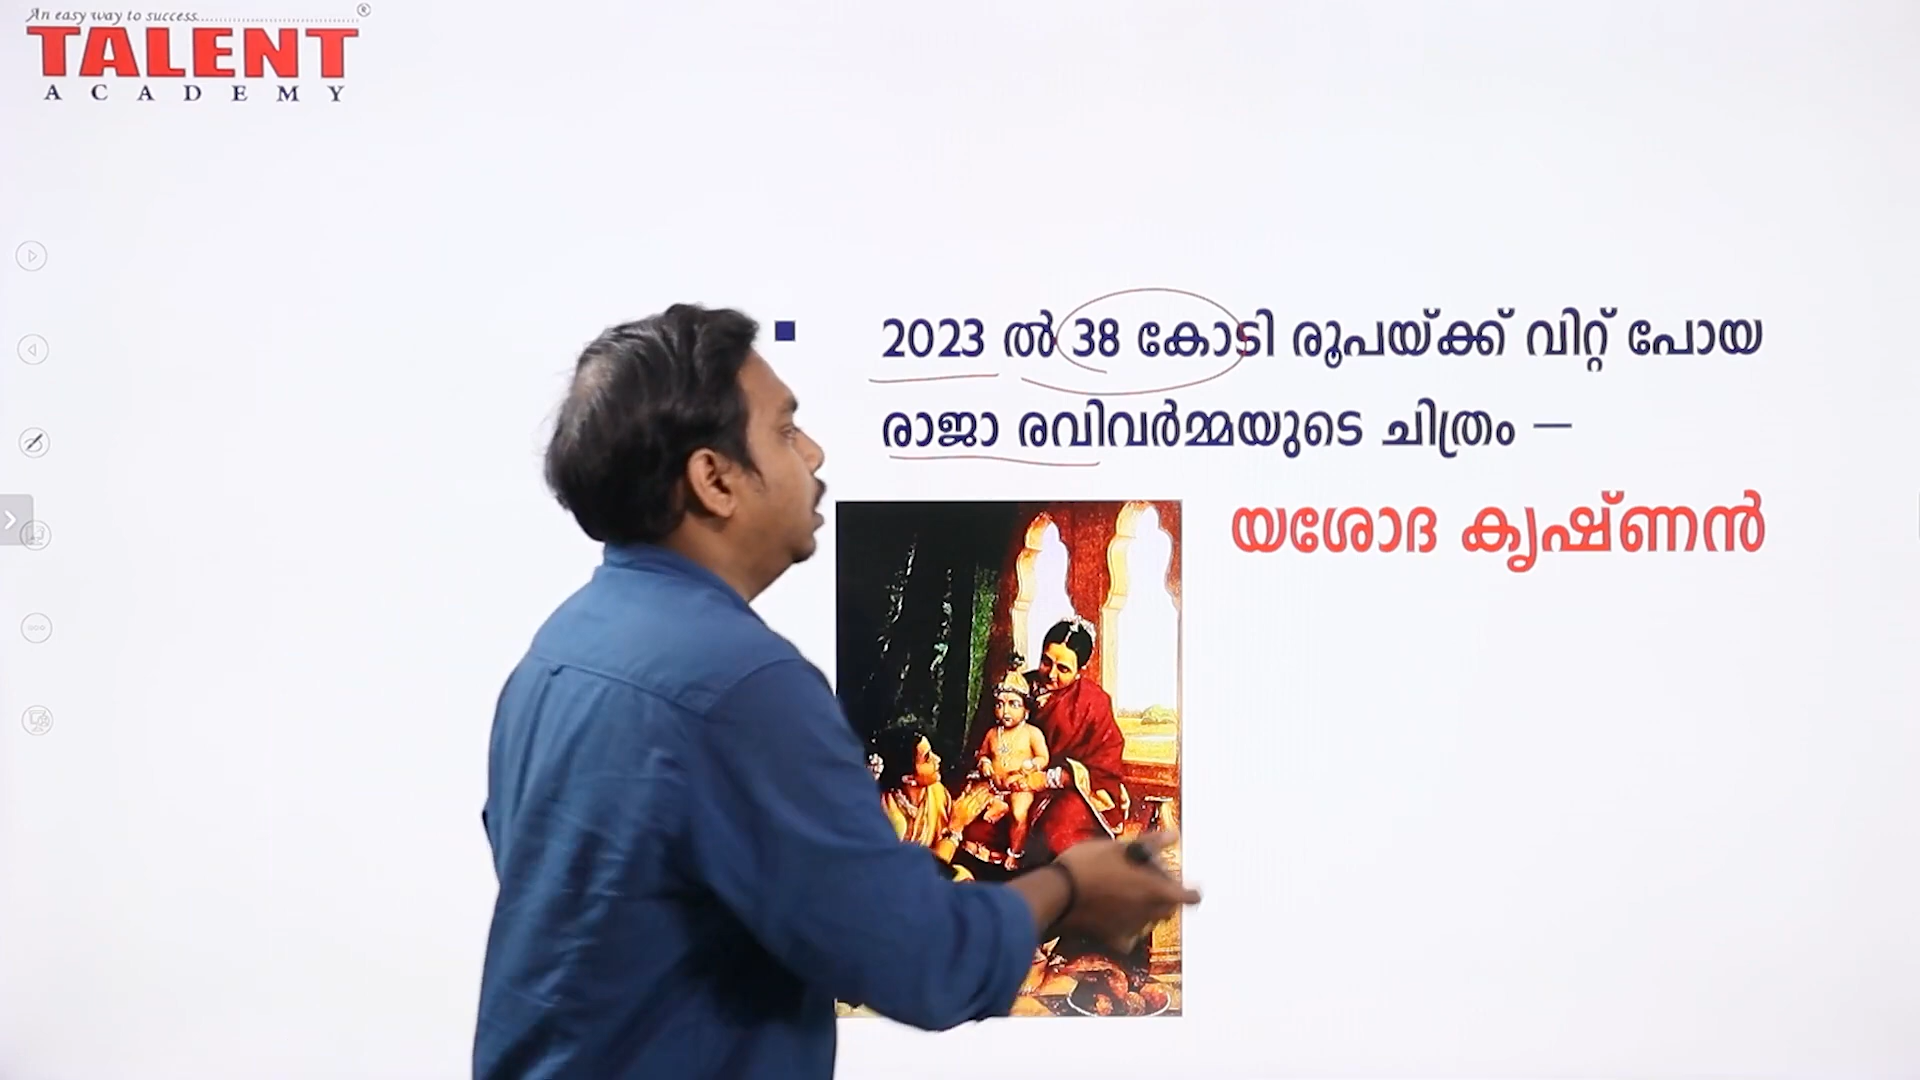 An easy way to success
TALENT
ACADEMY
2023 ൽ 38 കോടി രൂപയ്ക്ക് വിറ്റ് പോയ
രാജാ രവിവർമ്മയുടെ ചിത്രം –
യശോദ കൃഷ്ണൻ